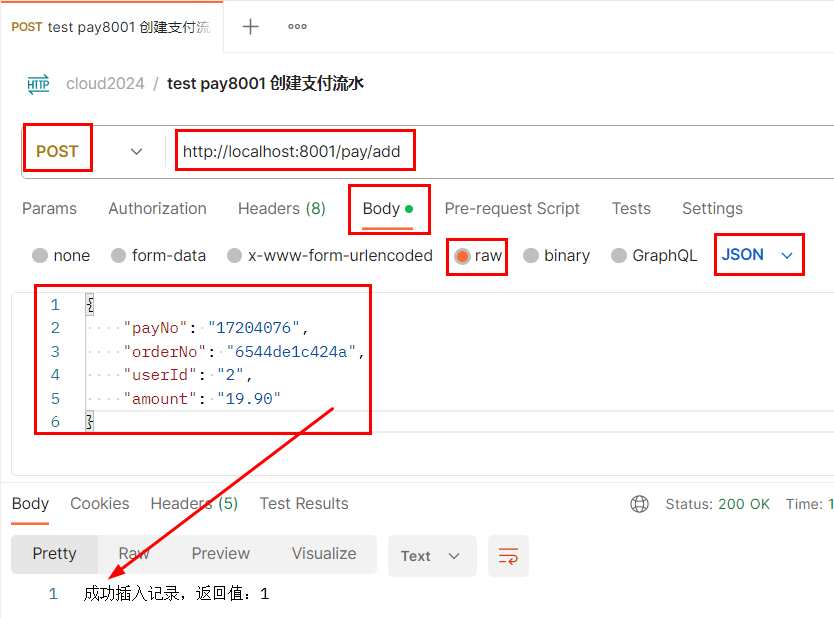 POST test pay8001 创建支付流
HTTP cloud2024 / test pay8001 创建支付流水
POST http://localhost:8001/pay/add
Params Authorization Headers (8) Body Pre-request Script Tests Settings
none form-data x-www-form-urlencoded raw binary GraphQL JSON
1 {
2 "payNo": "17204076",
3 "orderNo": "6544de1c424a",
4 "userId": "2",
5 "amount": "19.90"
6 }
Body Cookies Headers (5) Test Results Status: 200 OK Time: 1
Pretty Raw Preview Visualize Text
1 成功插入记录，返回值：1